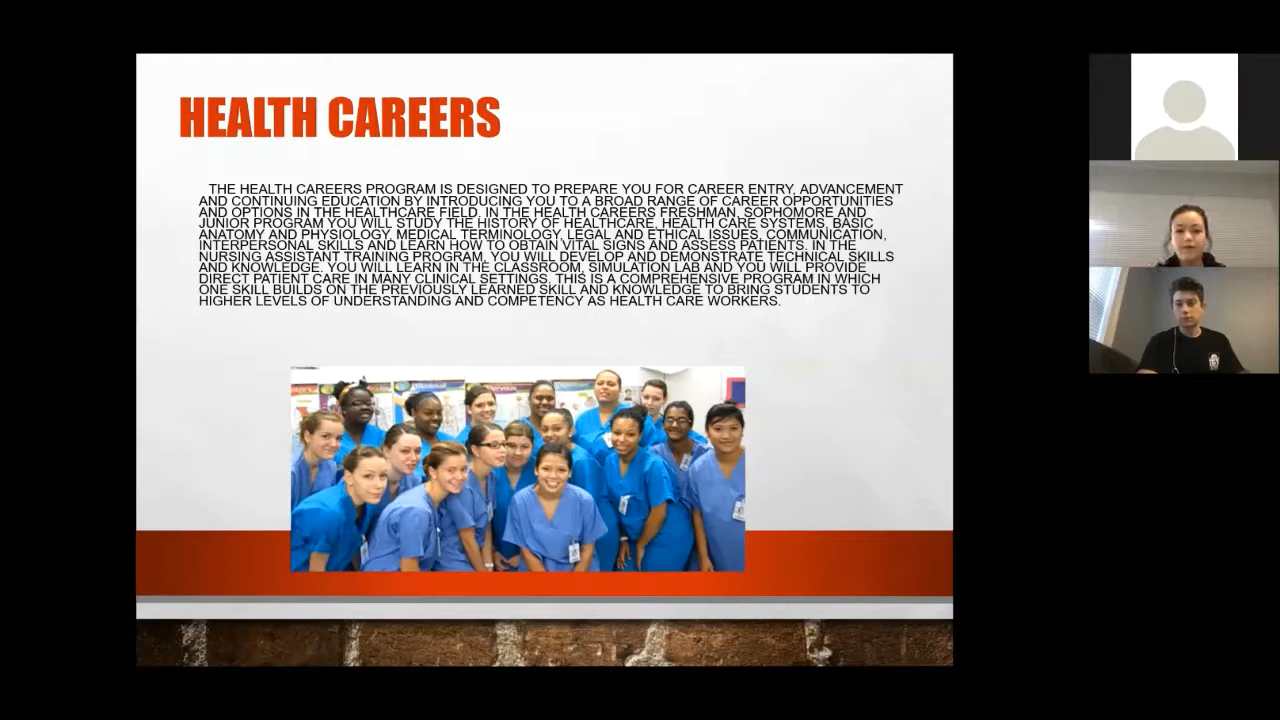 HEALTH CAREERS
THE HEALTH CAREERS PROGRAM IS DESIGNED TO PREPARE YOU FOR CAREER ENTRY, ADVANCEMENT
AND CONTINUING EDUCATION BY INTRODUCING YOU TO A BROAD RANGE OF CAREER OPPORTUNITIES
AND OPTIONS IN THE HEALTHCARE FIELD. IN THE HEALTH CAREERS FRESHMAN, SOPHOMORE AND
JUNIOR PROGRAM YOU WILL STUDY THE HISTORY OF HEALTHCARE, HEALTH CARE SYSTEMS, BASIC
ANATOMY AND PHYSIOLOGY, MEDICAL TERMINOLOGY, LEGAL AND ETHICAL ISSUES, COMMUNICATION,
INTERPERSONAL SKILLS AND LEARN HOW TO OBTAIN VITAL SIGNS AND ASSESS PATIENTS. IN THE
NURSING ASSISTANT TRAINING PROGRAM, YOU WILL DEVELOP AND DEMONSTRATE TECHNICAL SKILLS
AND KNOWLEDGE. YOU WILL LEARN IN THE CLASSROOM, SIMULATION LAB AND YOU WILL PROVIDE
DIRECT PATIENT CARE IN MANY CLINICAL SETTINGS. THIS IS A COMPREHENSIVE PROGRAM IN WHICH
ONE SKILL BUILDS ON THE PREVIOUSLY LEARNED SKILL AND KNOWLEDGE TO BRING STUDENTS TO
HIGHER LEVELS OF UNDERSTANDING AND COMPETENCY AS HEALTH CARE WORKERS.